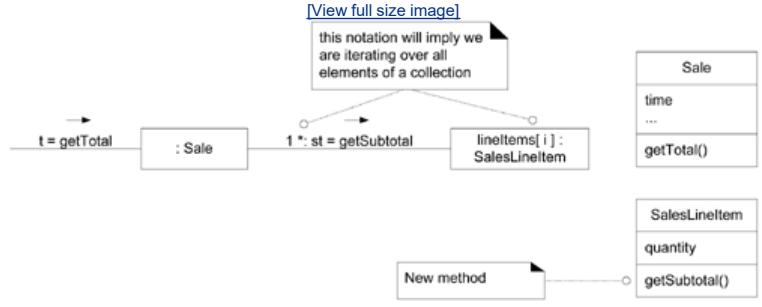 [View full size image]
this notation will imply we
are iterating over all
elements of a collection
t = getTotal
: Sale
1 *: st = getSubtotal
lineItems[ i ] :
SalesLineItem
Sale
time
...
getTotal()
SalesLineItem
quantity
getSubtotal()
New method